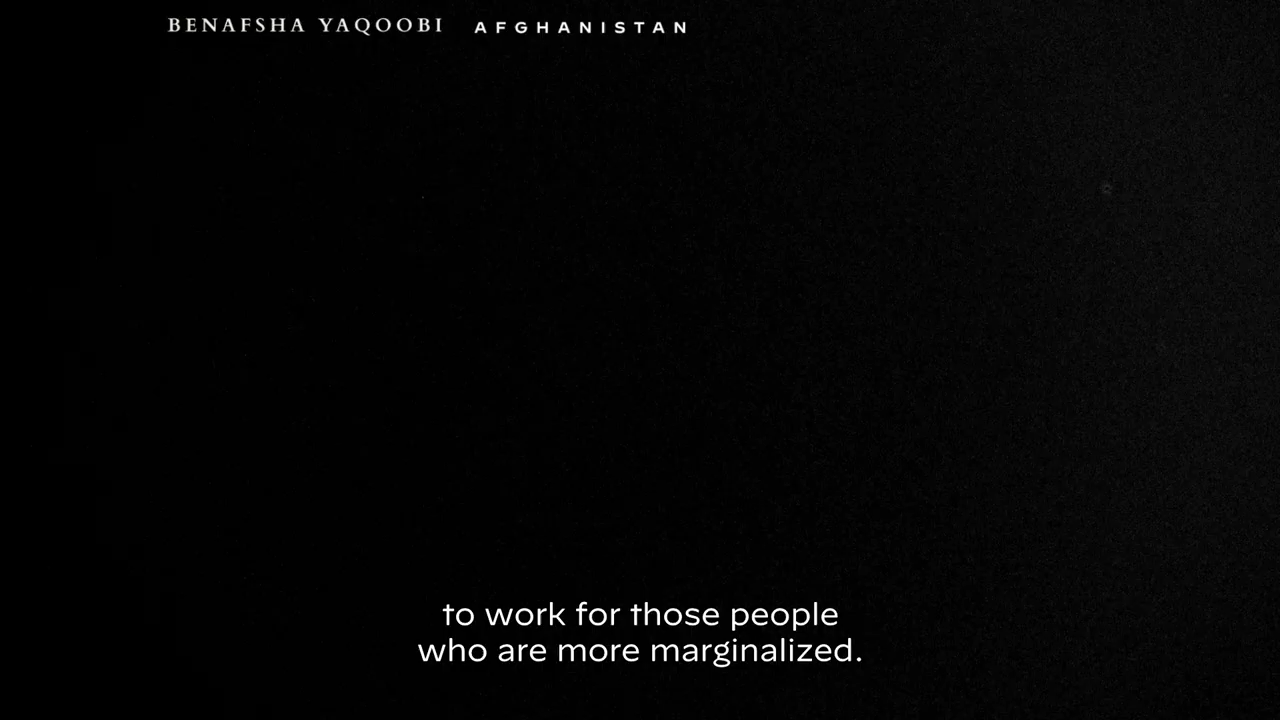 BENAFSHA YAQOOBI AFGHANISTAN
to work for those people
who are more marginalized.